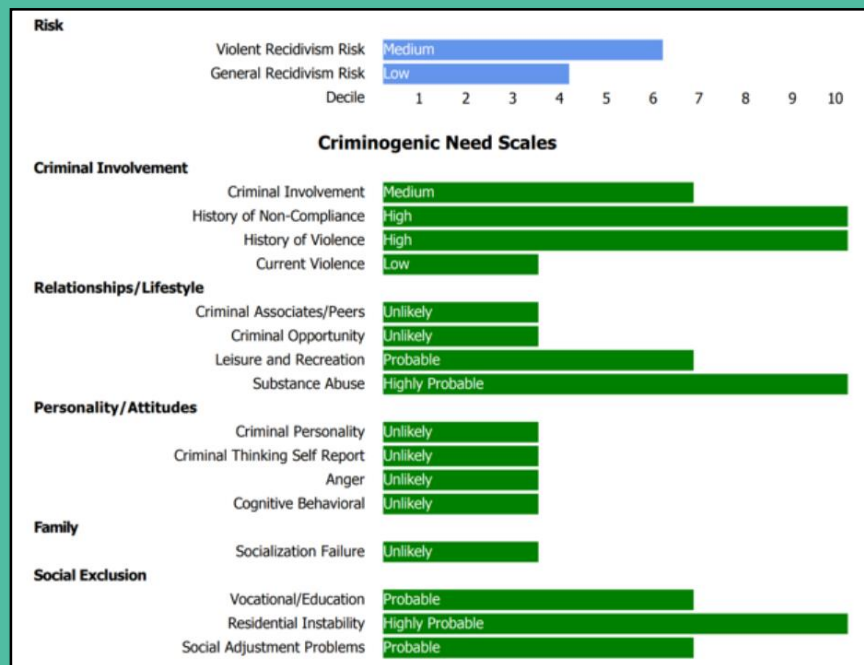 Risk
Violent Recidivism Risk Medium
General Recidivism Risk Low
Decile 1 2 3 4 5 6 7 8 9 10
Criminogenic Need Scales
Criminal Involvement
Criminal Involvement Medium
History of Non-Compliance High
History of Violence High
Current Violence Low
Relationships/Lifestyle
Criminal Associates/Peers Unlikely
Criminal Opportunity Unlikely
Leisure and Recreation Probable
Substance Abuse Highly Probable
Personality/Attitudes
Criminal Personality Unlikely
Criminal Thinking Self Report Unlikely
Anger Unlikely
Cognitive Behavioral Unlikely
Family
Socialization Failure Unlikely
Social Exclusion
Vocational/Education Probable
Residential Instability Highly Probable
Social Adjustment Problems Probable